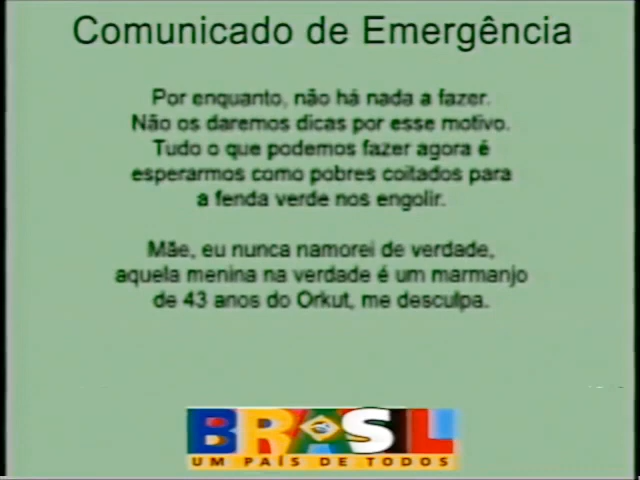 Comunicado de Emergência
Por enquanto, não há nada a fazer.
Não os daremos dicas por esse motivo.
Tudo o que podemos fazer agora é
esperarmos como pobres coitados para
a fenda verde nos engolir.
Mãe, eu nunca namorei de verdade,
aquela menina na verdade é um marmanjo
de 43 anos do Orkut, me desculpa.
BRASIL
UM PAÍS DE TODOS